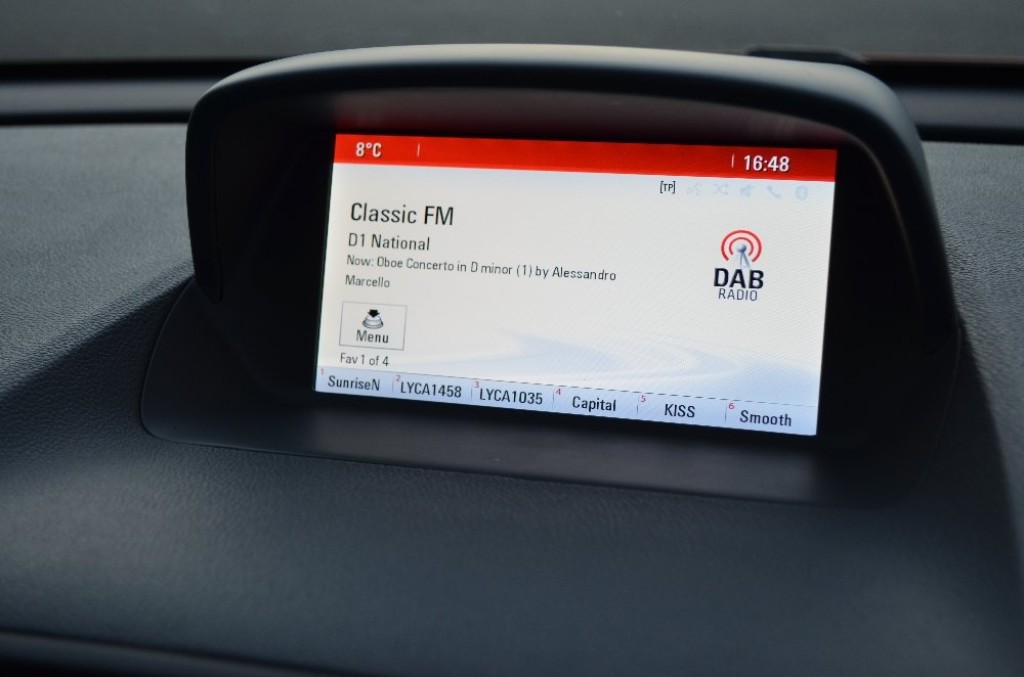 8°C 16:48
[TP]
Classic FM
D1 National
Now: Oboe Concerto in D minor (1) by Alessandro
Marcello
DAB
RADIO
Menu
Fav 1 of 4
1 SunriseN 2 LYCA1458 3 LYCA1035 4 Capital 5 KISS 6 Smooth